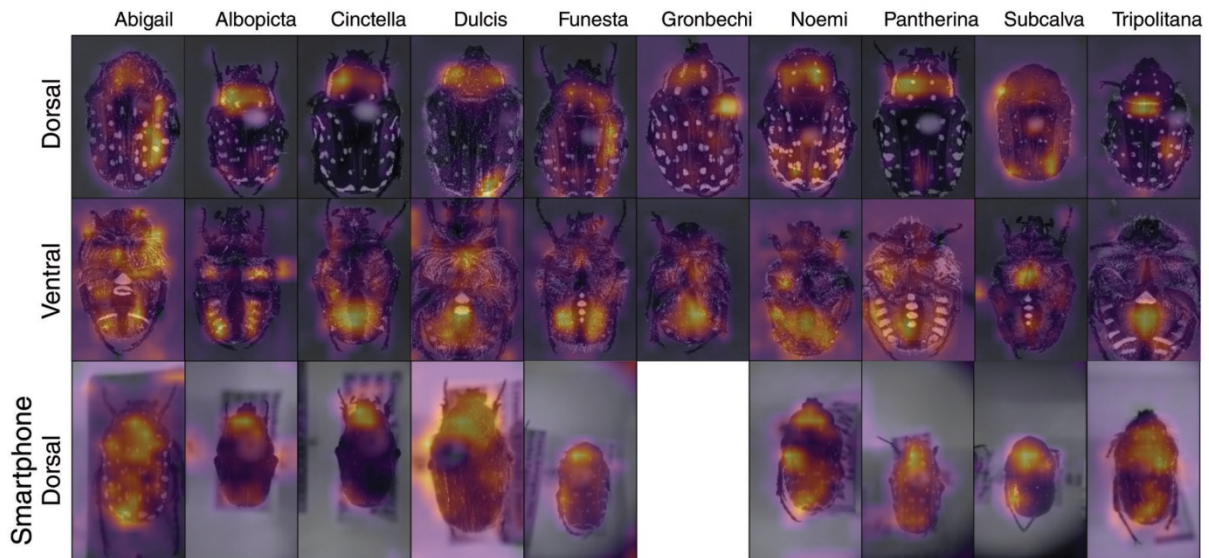 Abigail Albopicta Cinctella Dulcis Funesta Gronbechi Noemi Pantherina Subcalva Tripolitana
Dorsal
Ventral
Smartphone
Dorsal